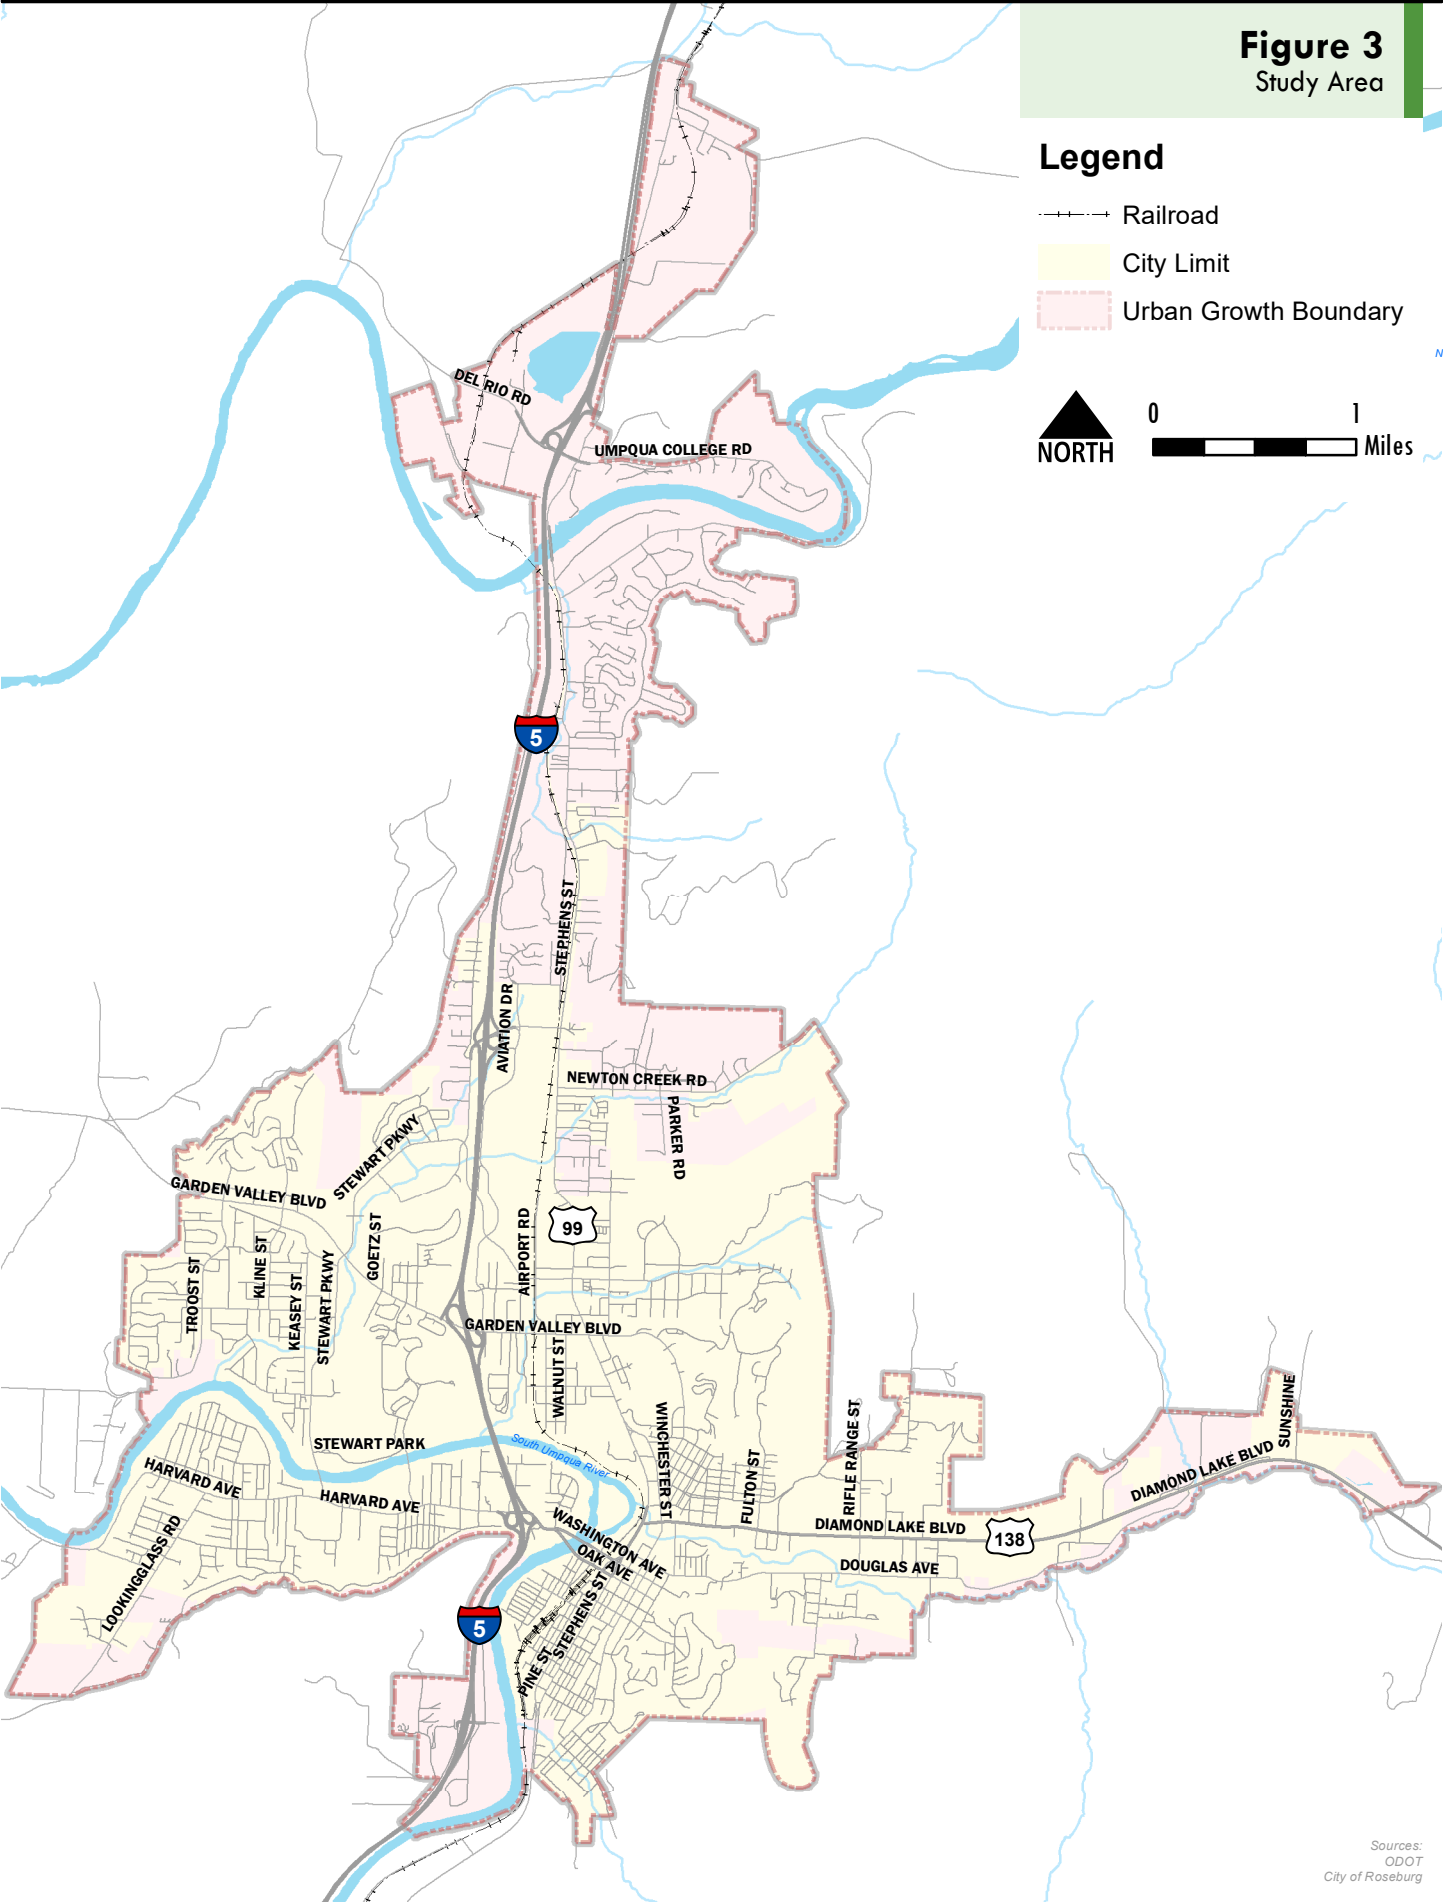 Figure 3
Study Area
Legend
Railroad
City Limit
Urban Growth Boundary
NORTH
0 1
Miles
N
DEL RIO RD
UMPQUA COLLEGE RD
5
STEPHENS ST
AVIATION DR
NEWTON CREEK RD
PARKER RD
STEWART PKWY
GARDEN VALLEY BLVD
99
AIRPORT RD
GOETZ ST
KLINE ST
TROOST ST
KEASEY ST
STEWART PKWY
GARDEN VALLEY BLVD
WALNUT ST
SUNSHINE
WINCHESTER ST
RIFLE RANGE ST
FULTON ST
STEWART PARK
South Umpqua River
DIAMOND LAKE BLVD
HARVARD AVE
HARVARD AVE
WASHINGTON AVE
DIAMOND LAKE BLVD
138
OAK AVE
DOUGLAS AVE
LOOKINGGLASS RD
STEPHENS ST
5
PINE ST
Sources:
ODOT
City of Roseburg